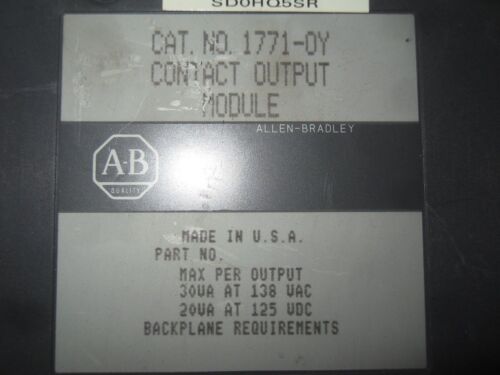 SD0HQ5SR
CAT. NO. 1771-OY
CONTACT OUTPUT
MODULE
ALLEN-BRADLEY
A-B
QUALITY
MADE IN U.S.A.
PART NO.
MAX PER OUTPUT
30VA AT 138 VAC
20VA AT 125 VDC
BACKPLANE REQUIREMENTS